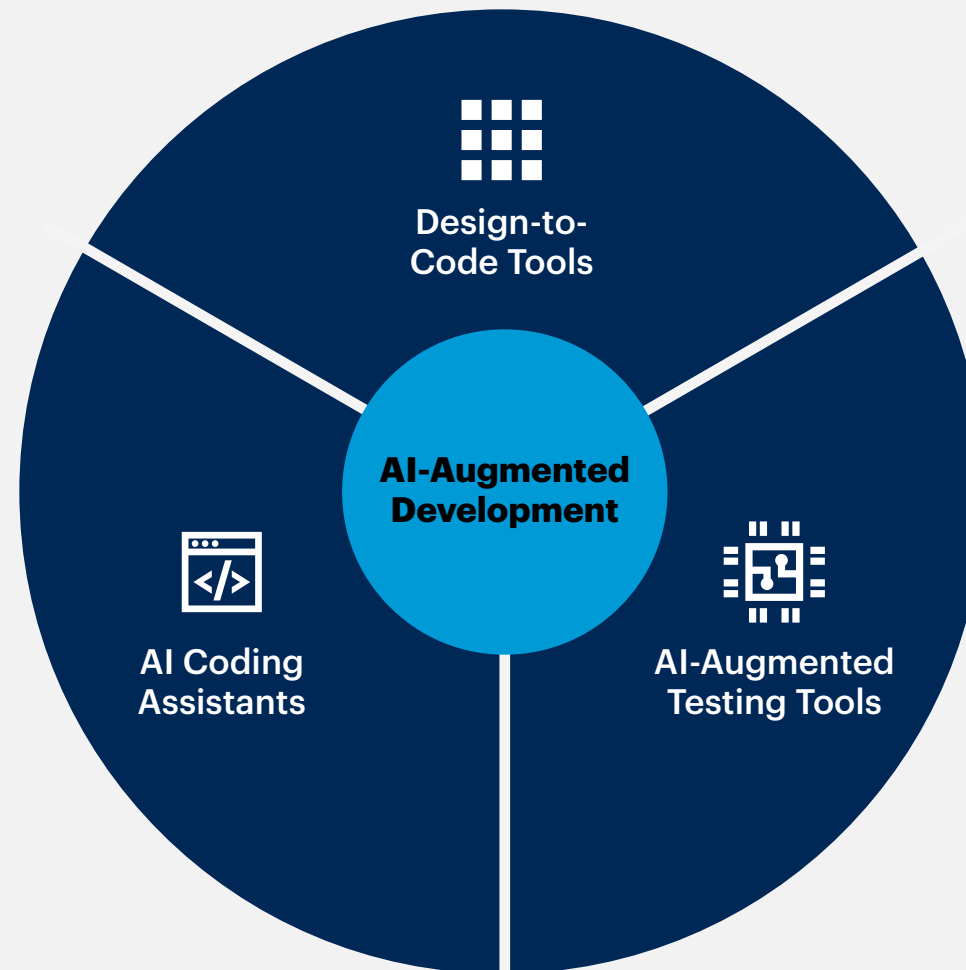 Design-to-
Code Tools
AI-Augmented
Development
</>
AI Coding
Assistants
AI-Augmented
Testing Tools